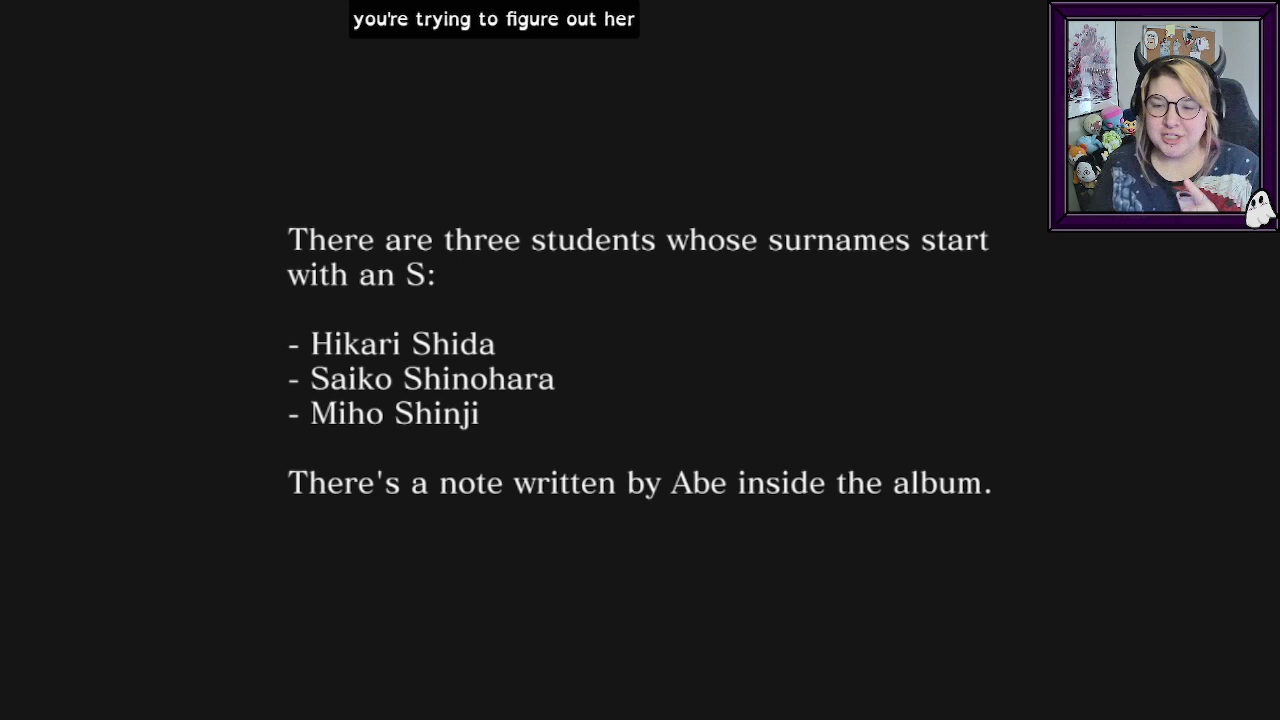 you're trying to figure out her
There are three students whose surnames start
with an S:
- Hikari Shida
- Saiko Shinohara
- Miho Shinji
There's a note written by Abe inside the album.